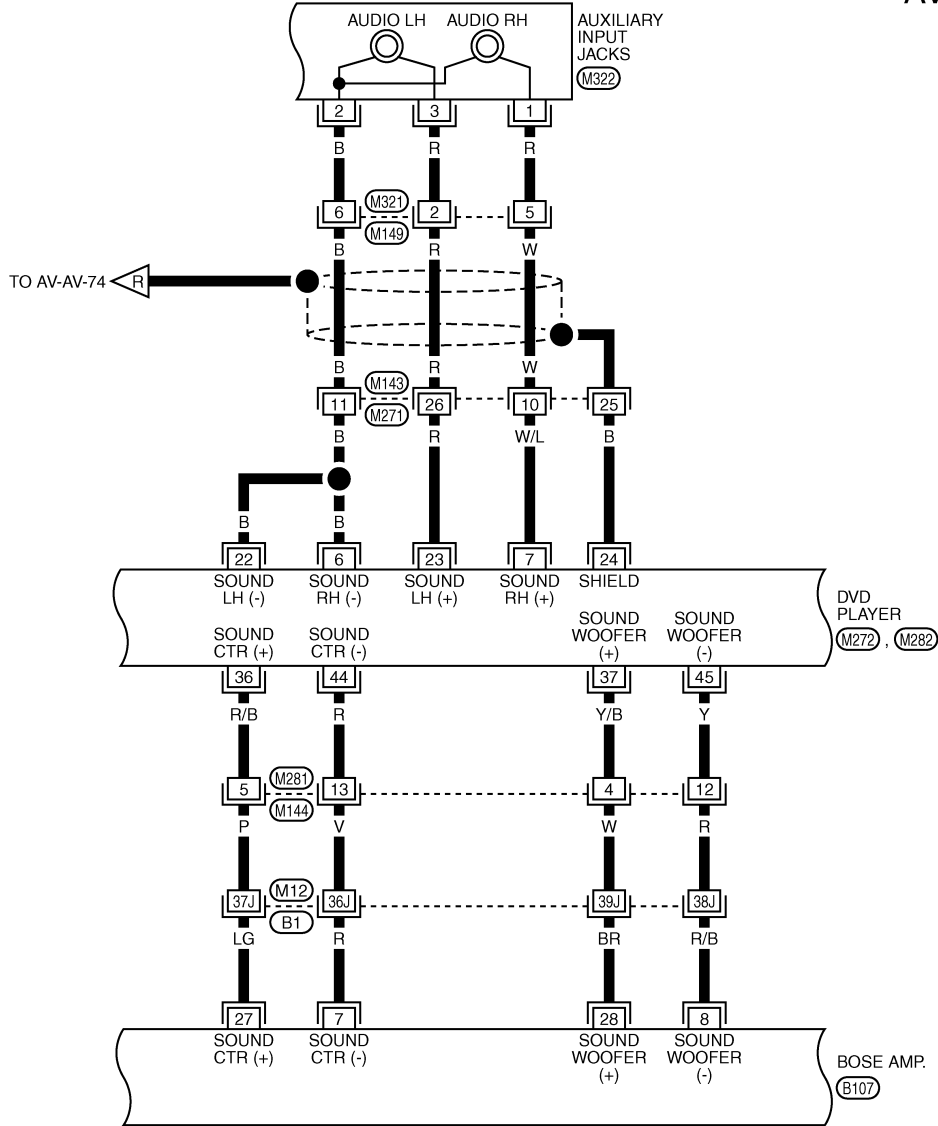 AV
AUDIO LH
AUDIO RH
AUXILIARY
INPUT
JACKS
M322
2
3
1
B
R
R
6
M321
2
5
M149
B
R
W
TO AV-AV-74
R
B
R
W
11
M143
26
10
25
M271
B
R
W/L
B
B
B
22
6
23
7
24
SOUND
LH (-)
SOUND
RH (-)
SOUND
LH (+)
SOUND
RH (+)
SHIELD
DVD
PLAYER
M272 , M282
SOUND
CTR (+)
SOUND
CTR (-)
SOUND
WOOFER
(+)
SOUND
WOOFER
(-)
36
44
37
45
R/B
R
Y/B
Y
5
M281
13
4
12
M144
P
V
W
R
37J
M12
36J
39J
38J
B1
LG
R
BR
R/B
27
7
28
8
SOUND
CTR (+)
SOUND
CTR (-)
SOUND
WOOFER
(+)
SOUND
WOOFER
(-)
BOSE AMP.
B107